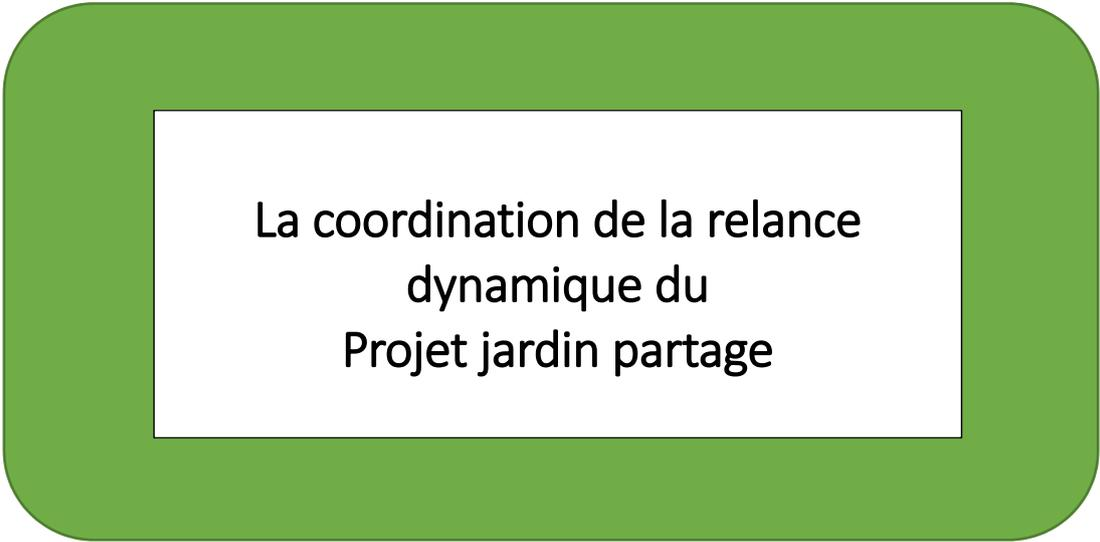 La coordination de la relance
dynamique du
Projet jardin partage